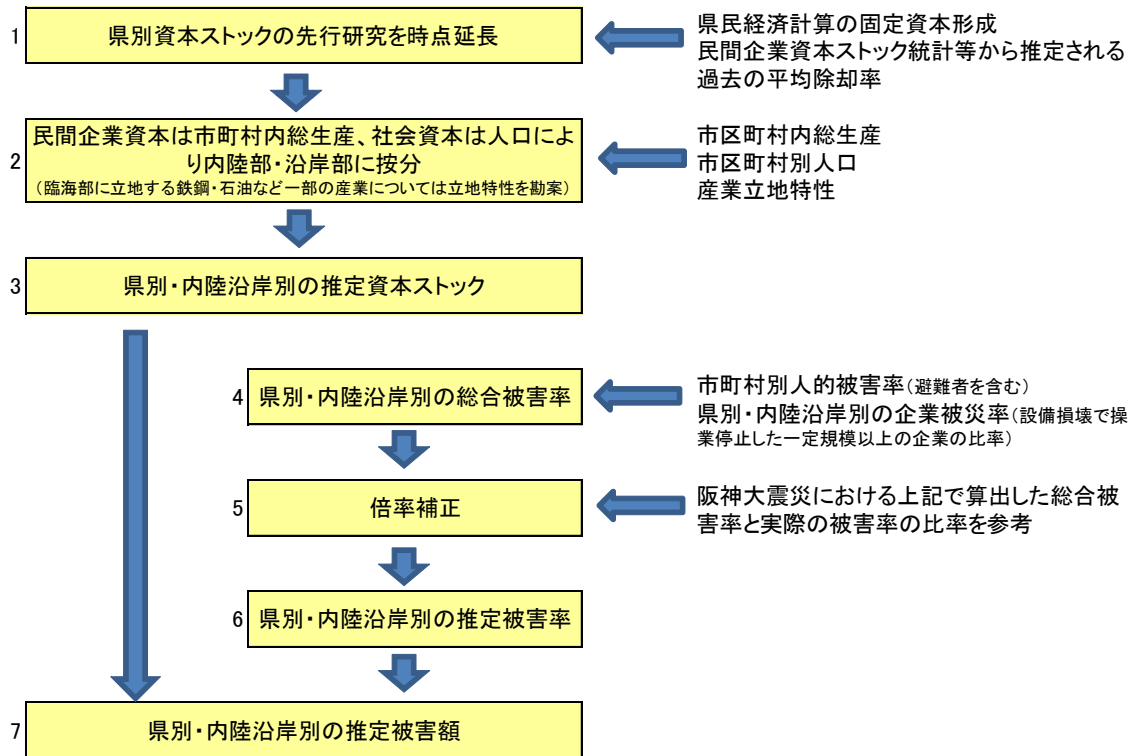 1
県別資本ストックの先行研究を時点延長
県民経済計算の固定資本形成
民間企業資本ストック統計等から推定される
過去の平均除却率
2
民間企業資本は市町村内総生産、社会資本は人口によ
り内陸部・沿岸部に按分
(臨海部に立地する鉄鋼・石油など一部の産業については立地特性を勘案)
市区町村内総生産
市区町村別人口
産業立地特性
3
県別・内陸沿岸別の推定資本ストック
4
県別・内陸沿岸別の総合被害率
市町村別人的被害率(避難者を含む)
県別・内陸沿岸別の企業被災率(設備損壊で操
業停止した一定規模以上の企業の比率)
5
倍率補正
阪神大震災における上記で算出した総合被
害率と実際の被害率の比率を参考
6
県別・内陸沿岸別の推定被害率
7
県別・内陸沿岸別の推定被害額